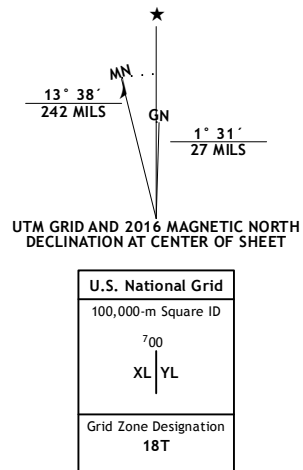 ★
MN
13° 38´
242 MILS
GN
1° 31´
27 MILS
UTM GRID AND 2016 MAGNETIC NORTH
DECLINATION AT CENTER OF SHEET
U.S. National Grid
100,000-m Square ID
⁷00
XL YL
Grid Zone Designation
18T